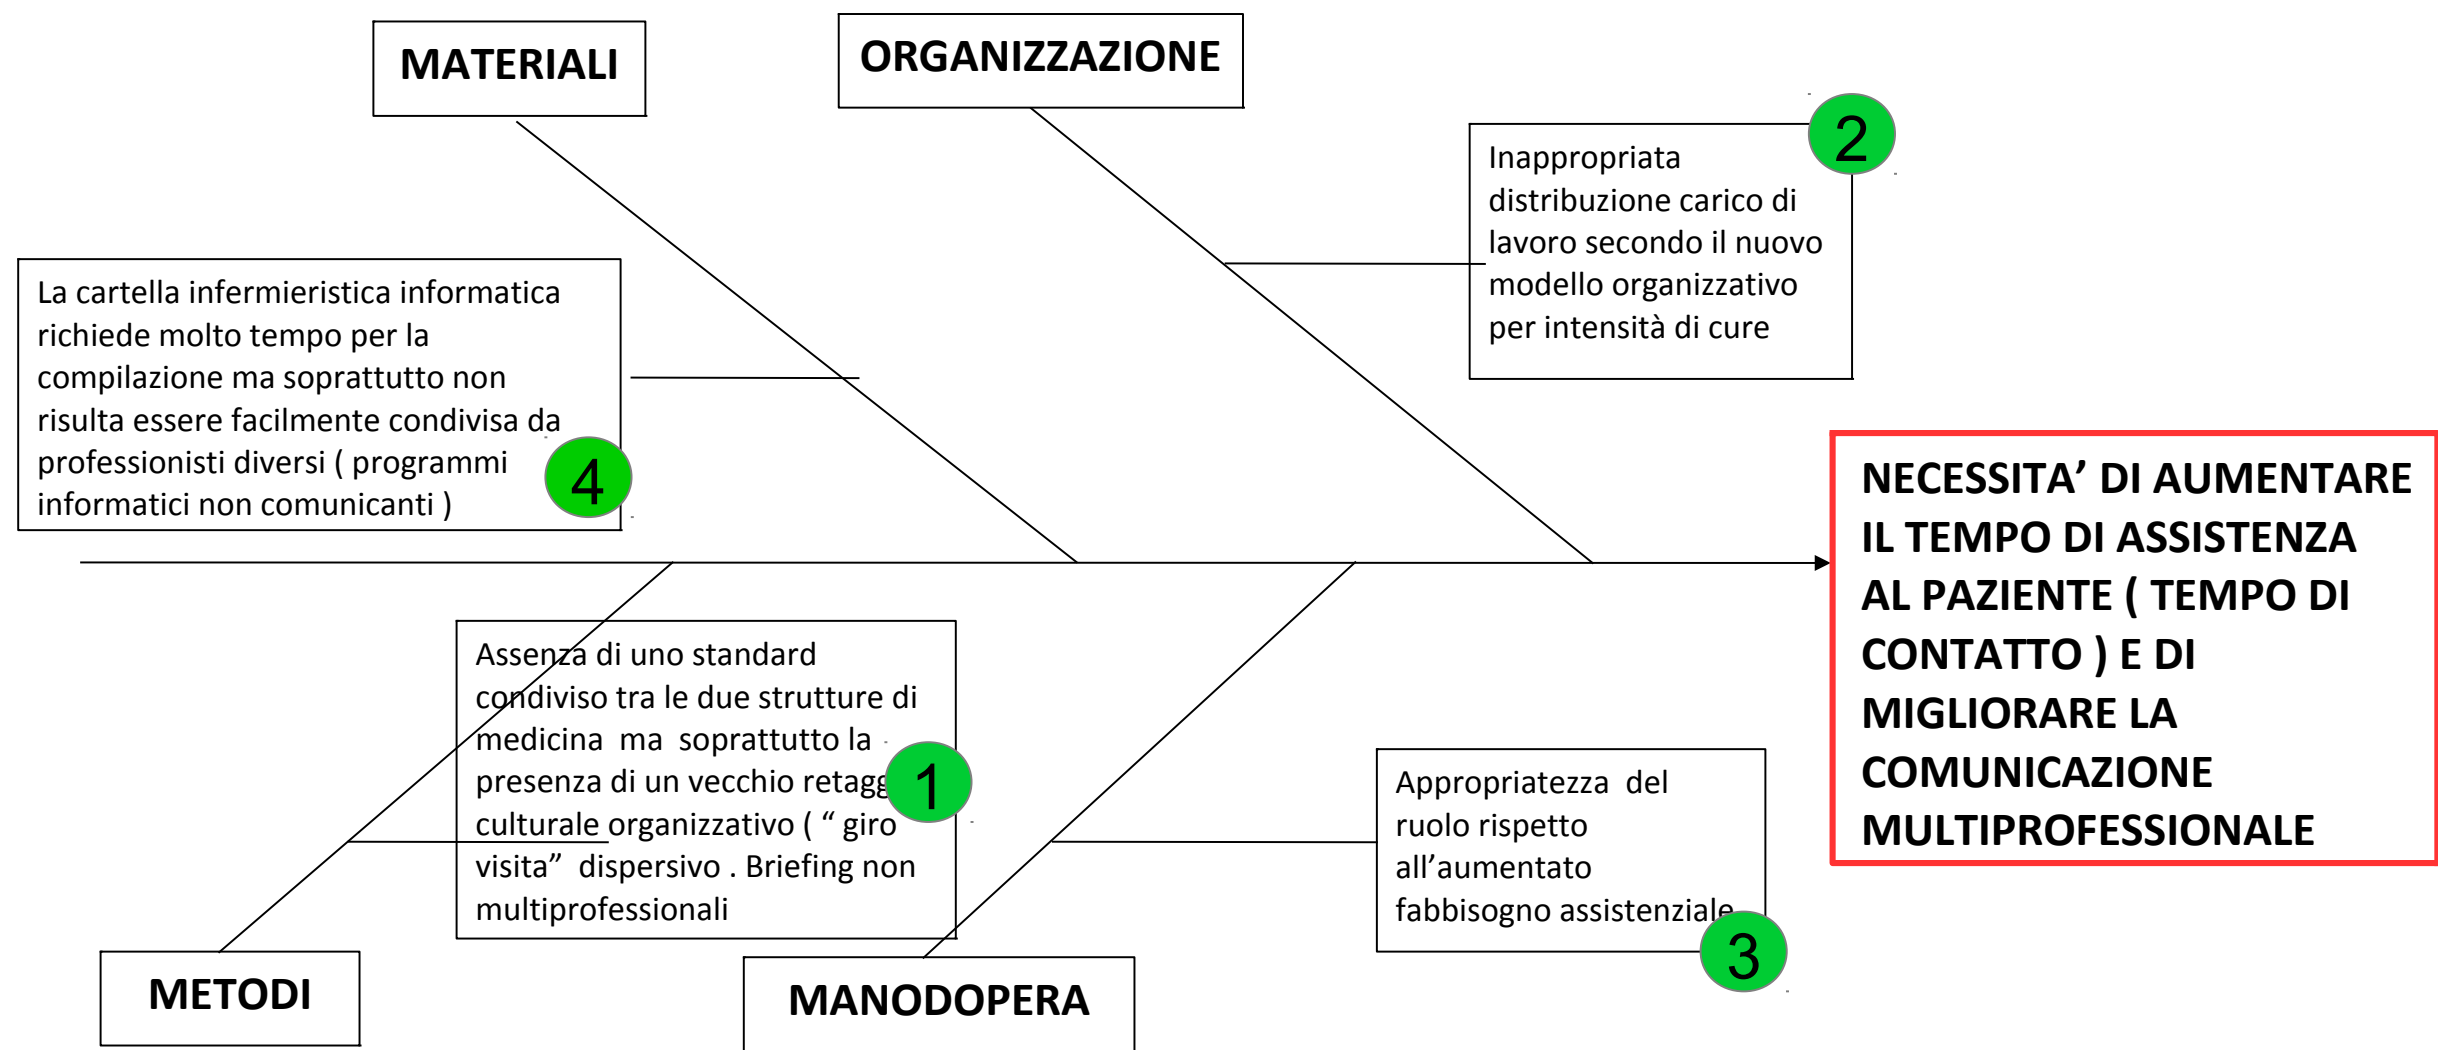 MATERIALI
ORGANIZZAZIONE
2
Inappropriata
distribuzione carico di
lavoro secondo il nuovo
modello organizzativo
per intensità di cure
La cartella infermieristica informatica
richiede molto tempo per la
compilazione ma soprattutto non
risulta essere facilmente condivisa da
professionisti diversi ( programmi
informatici non comunicanti )
4
NECESSITA’ DI AUMENTARE
IL TEMPO DI ASSISTENZA
AL PAZIENTE ( TEMPO DI
CONTATTO ) E DI
MIGLIORARE LA
COMUNICAZIONE
MULTIPROFESSIONALE
Assenza di uno standard
condiviso tra le due strutture di
medicina ma soprattutto la
presenza di un vecchio retagg
culturale organizzativo ( “ giro
visita” dispersivo . Briefing non
multiprofessionali
1
Appropriatezza del
ruolo rispetto
all’aumentato
fabbisogno assistenziale
3
METODI
MANODOPERA